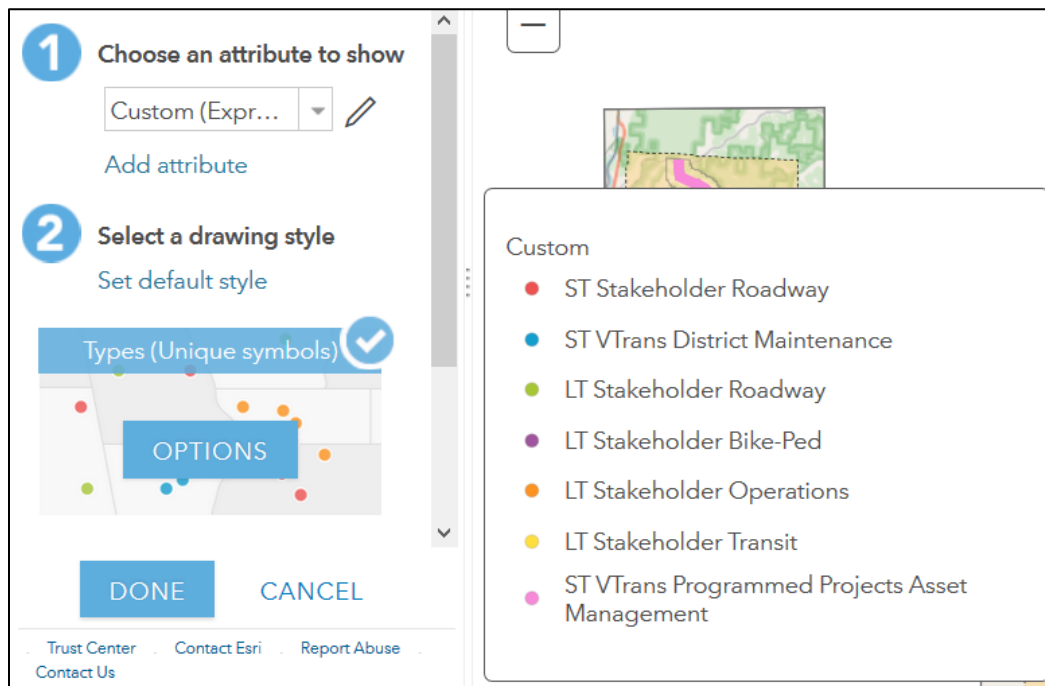 1 Choose an attribute to show
Custom (Expr...
Add attribute
2 Select a drawing style
Set default style
Types (Unique symbols)
OPTIONS
DONE CANCEL
Trust Center Contact Esri Report Abuse
Contact Us
Custom
ST Stakeholder Roadway
ST VTrans District Maintenance
LT Stakeholder Roadway
LT Stakeholder Bike-Ped
LT Stakeholder Operations
LT Stakeholder Transit
ST VTrans Programmed Projects Asset
Management